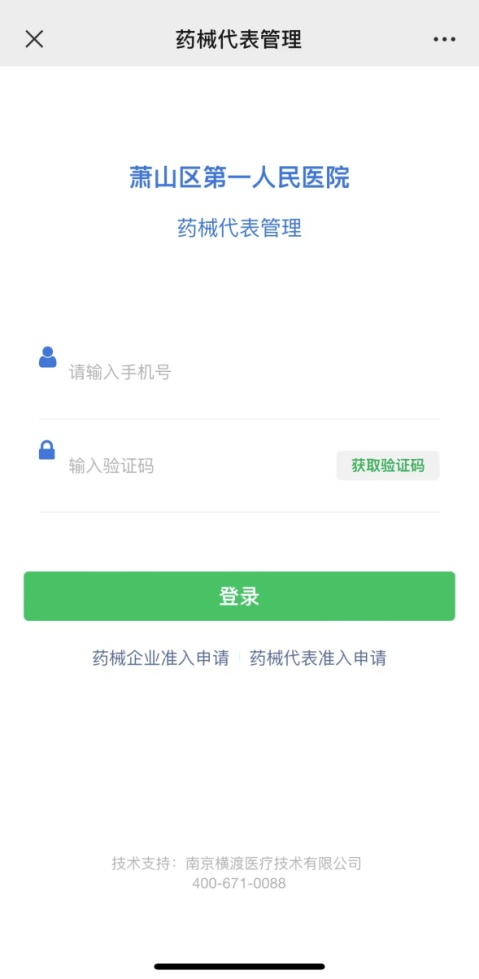 药械代表管理
萧山区第一人民医院
药械代表管理
请输入手机号
输入验证码 获取验证码
登录
药械企业准入申请 药械代表准入申请
技术支持：南京横渡医疗技术有限公司
400-671-0088